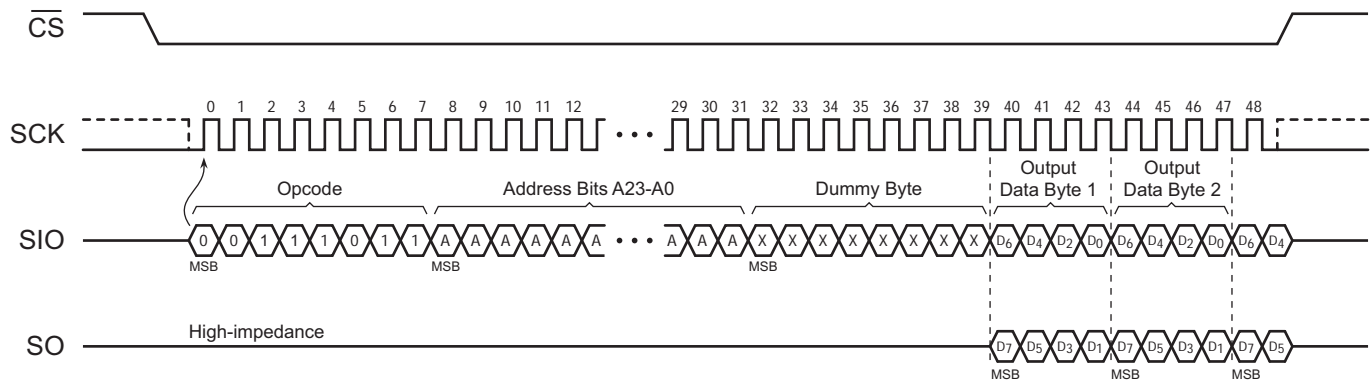 CS
0 1 2 3 4 5 6 7 8 9 10 11 12 29 30 31 32 33 34 35 36 37 38 39 40 41 42 43 44 45 46 47 48
SCK
Opcode
Address Bits A23-A0
Dummy Byte
Output
Data Byte 1
Output
Data Byte 2
SIO
0 0 1 1 1 0 1 1 A A A A A A A A A X X X X X X X X D6 D4 D2 D0 D6 D4 D2 D0 D6 D4
MSB MSB MSB
High-impedance
SO
D7 D5 D3 D1 D7 D5 D3 D1 D7 D5
MSB MSB MSB